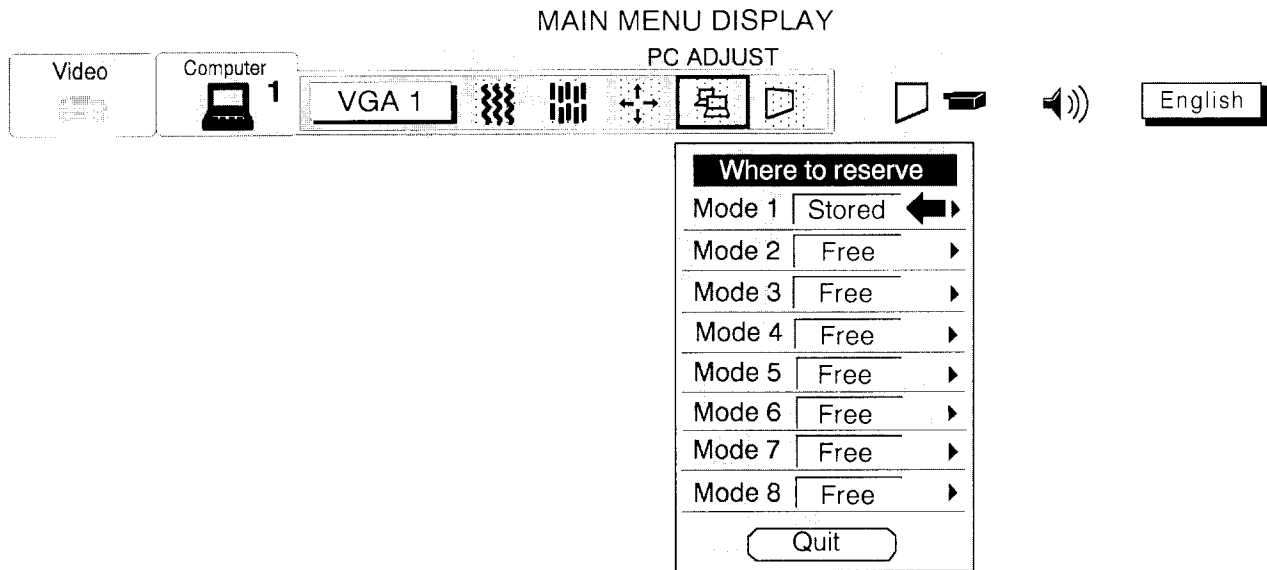 MAIN MENU DISPLAY
PC ADJUST
Video
Computer
1
VGA 1
English
Where to reserve
Mode 1 Stored
Mode 2 Free
Mode 3 Free
Mode 4 Free
Mode 5 Free
Mode 6 Free
Mode 7 Free
Mode 8 Free
Quit